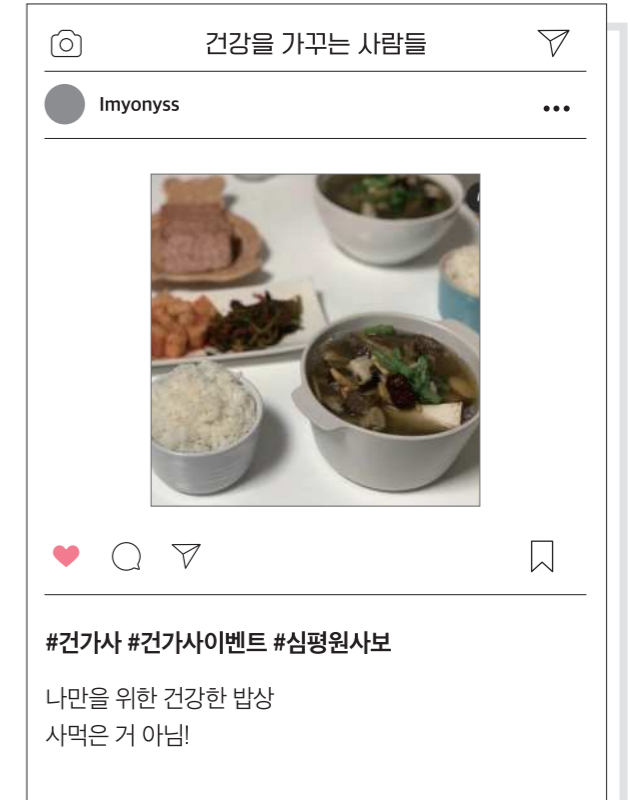 건강을 가꾸는 사람들
Imyonyss
#건가사 #건가사이벤트 #심평원사보
나만을 위한 건강한 밥상
사먹은 거 아님!